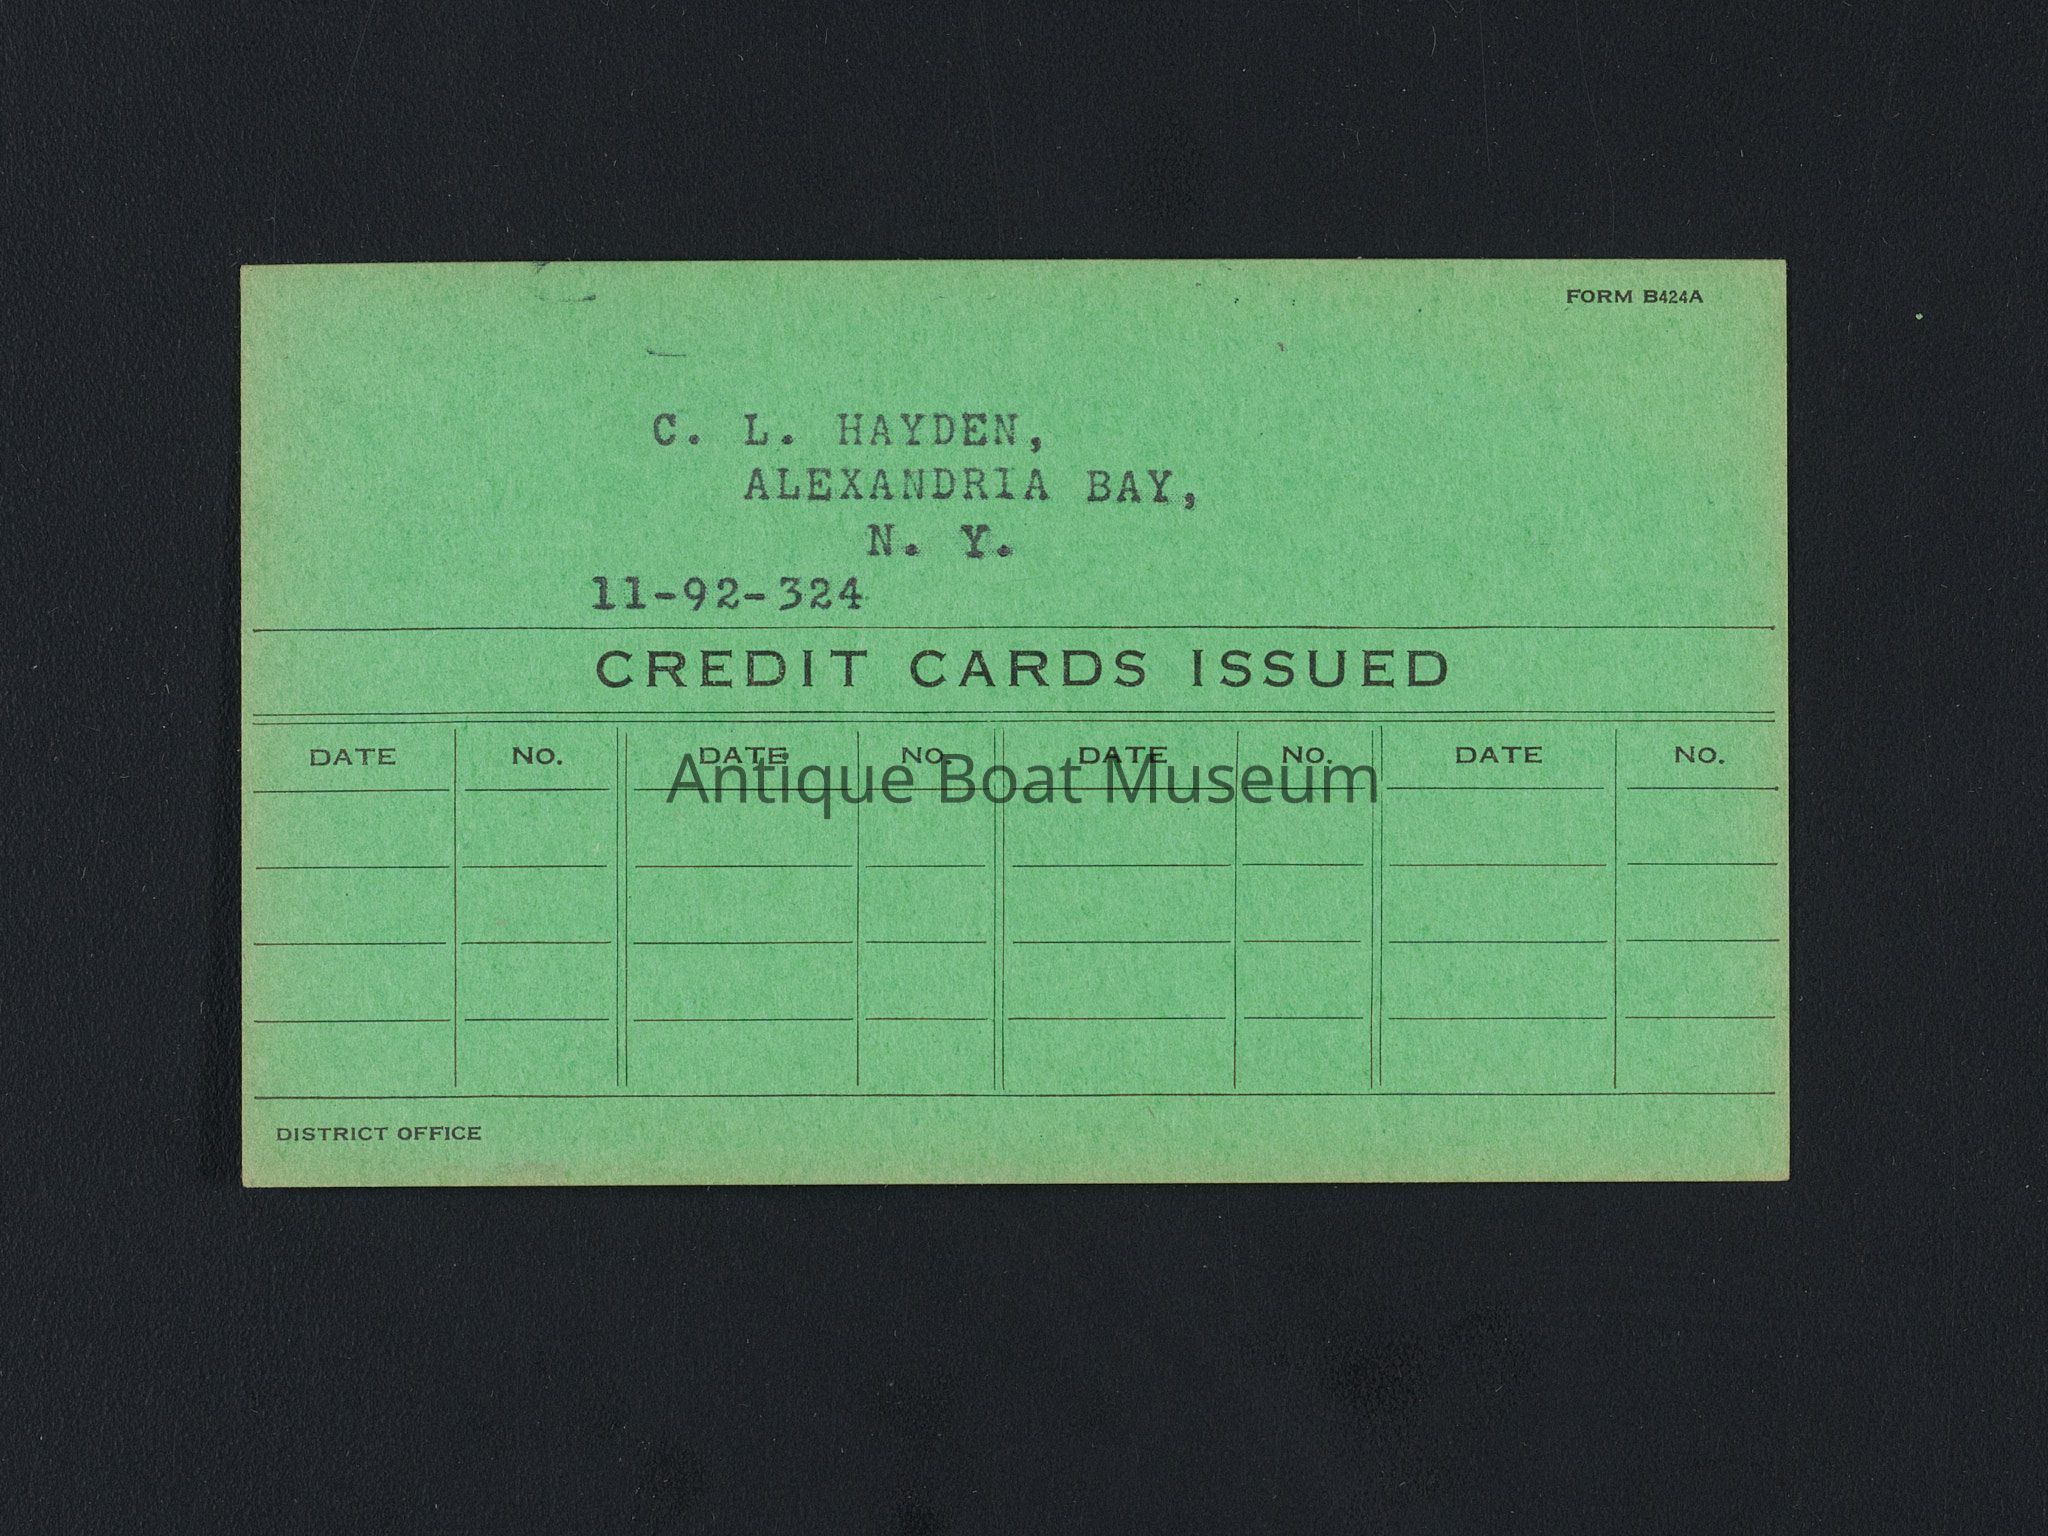 FORM B424A
C. L. HAYDEN,
ALEXANDRIA BAY,
N. Y.
11-92-324
CREDIT CARDS ISSUED
DATE NO. DATE NO. DATE NO. DATE NO.
Antique Boat Museum
DISTRICT OFFICE